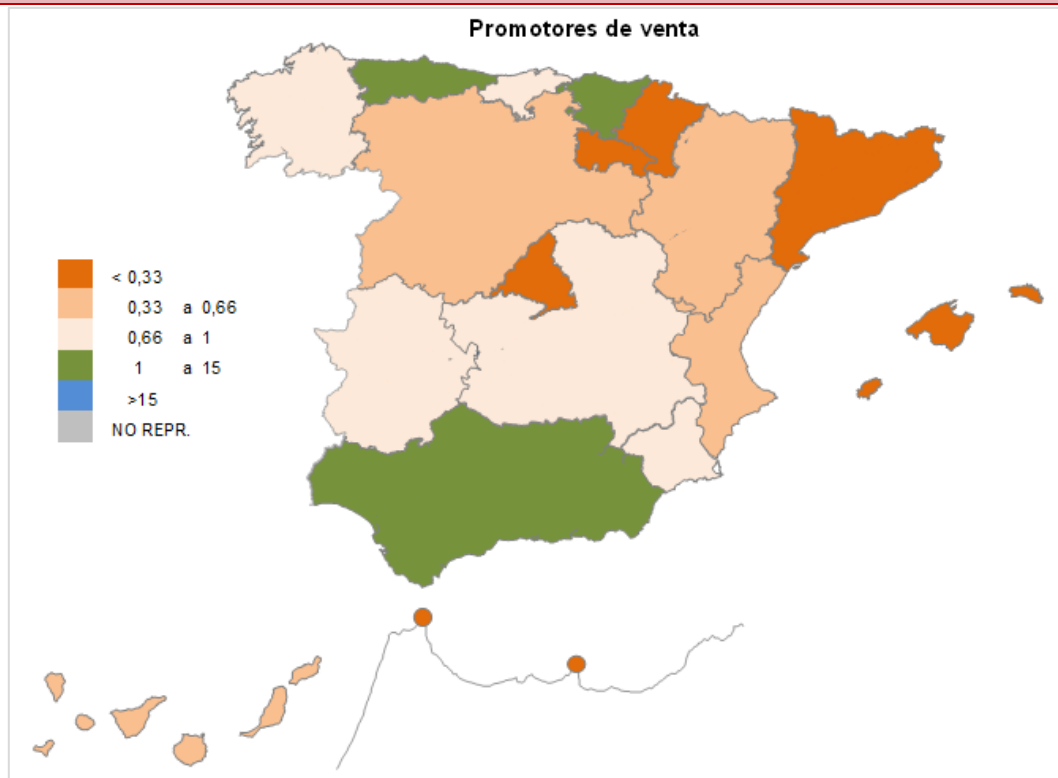 Promotores de venta
< 0,33
0,33 a 0,66
0,66 a 1
1 a 15
>15
NO REPR.